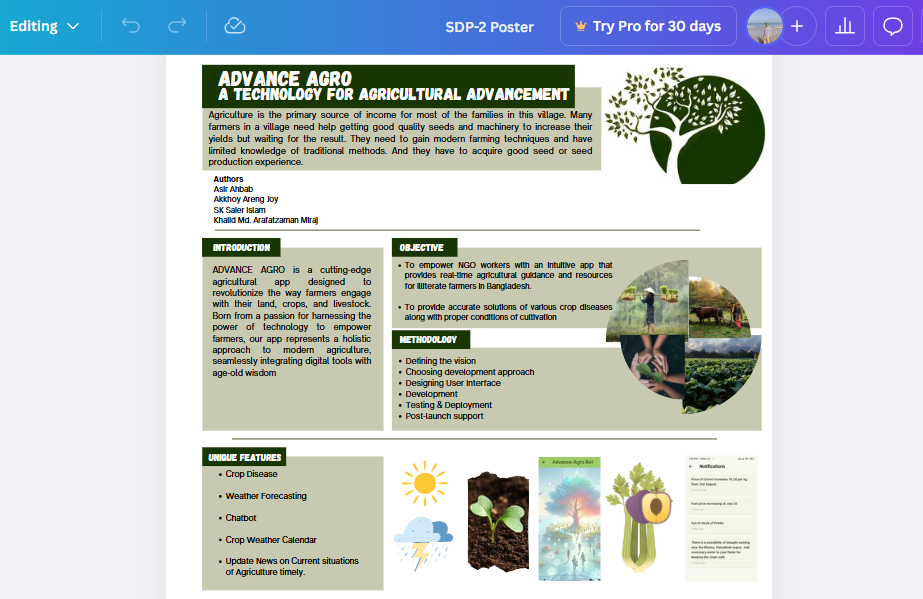 Editing
SDP-2 Poster
Try Pro for 30 days
ADVANCE AGRO
A TECHNOLOGY FOR AGRICULTURAL ADVANCEMENT
Agriculture is the primary source of income for most of the families in this village. Many
farmers in a village need help getting good quality seeds and machinery to increase their
yields but waiting for the result. They need to gain modern farming techniques and have
limited knowledge of traditional methods. And they have to acquire good seed or seed
production experience.
Authors
Asir Ahbab
Akkhoy Areng Joy
SK Saler Islam
Khalid Md. Arafatzaman Miraj
INTRODUCTION
ADVANCE AGRO is a cutting-edge
agricultural app designed to
revolutionize the way farmers engage
with their land, crops, and livestock.
Born from a passion for harnessing the
power of technology to empower
farmers, our app represents a holistic
approach to modern agriculture,
seamlessly integrating digital tools with
age-old wisdom
OBJECTIVE
• To empower NGO workers with an intuitive app that
provides real-time agricultural guidance and resources
for illiterate farmers in Bangladesh.
• To provide accurate solutions of various crop diseases
along with proper conditions of cultivation
METHODOLOGY
• Defining the vision
• Choosing development approach
• Designing User Interface
• Development
• Testing & Deployment
• Post-launch support
UNIQUE FEATURES
• Crop Disease
• Weather Forecasting
• Chatbot
• Crop Weather Calendar
• Update News on Current situations
of Agriculture timely.
Advance-Agro Bot
Notifications